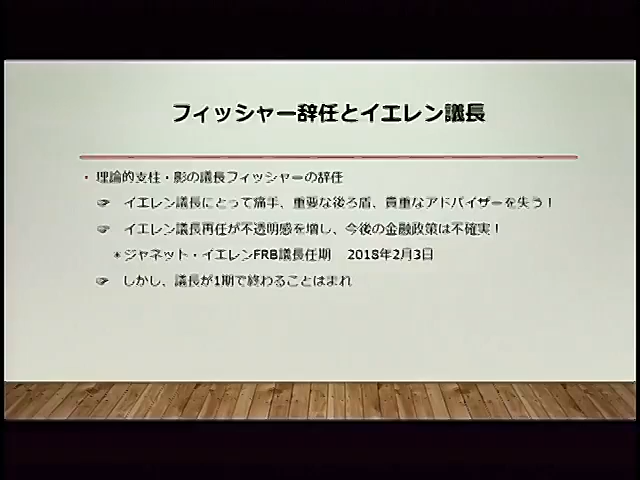 フィッシャー辞任とイエレン議長
・理論的支柱・影の議長フィッシャーの辞任
☞ イエレン議長にとって痛手、重要な後ろ盾、貴重なアドバイザーを失う！
☞ イエレン議長再任が不透明感を増し、今後の金融政策は不確実！
＊ジャネット・イエレンFRB議長任期　2018年2月3日
☞ しかし、議長が1期で終わることはまれ